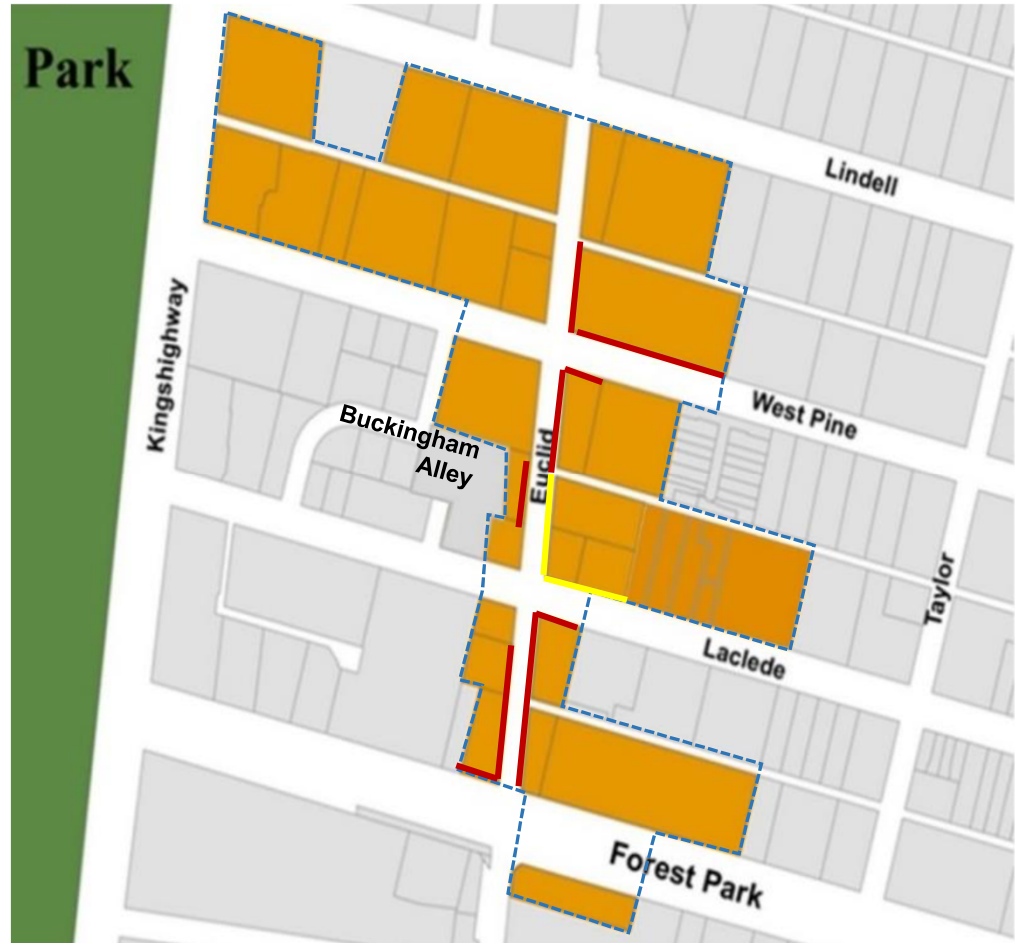 Park
Lindell
Kingshighway
West Pine
Buckingham
Alley
Euclid
Taylor
Laclede
Forest Park